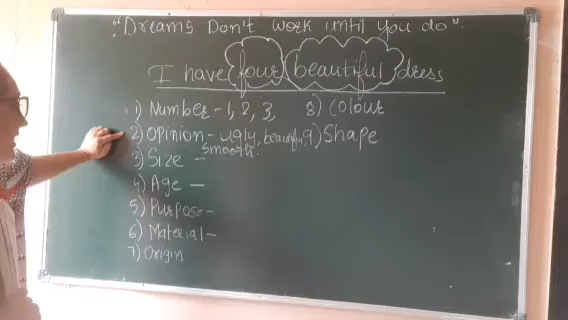 "Dreams Don't work until you do".
I have four beautiful dress
1) Number - 1, 2, 3,
2) Opinion - ugly, beautiful,
smooth.
3) Size -
4) Age -
5) Purpose -
6) Material -
7) Origin
8) Colour
9) Shape